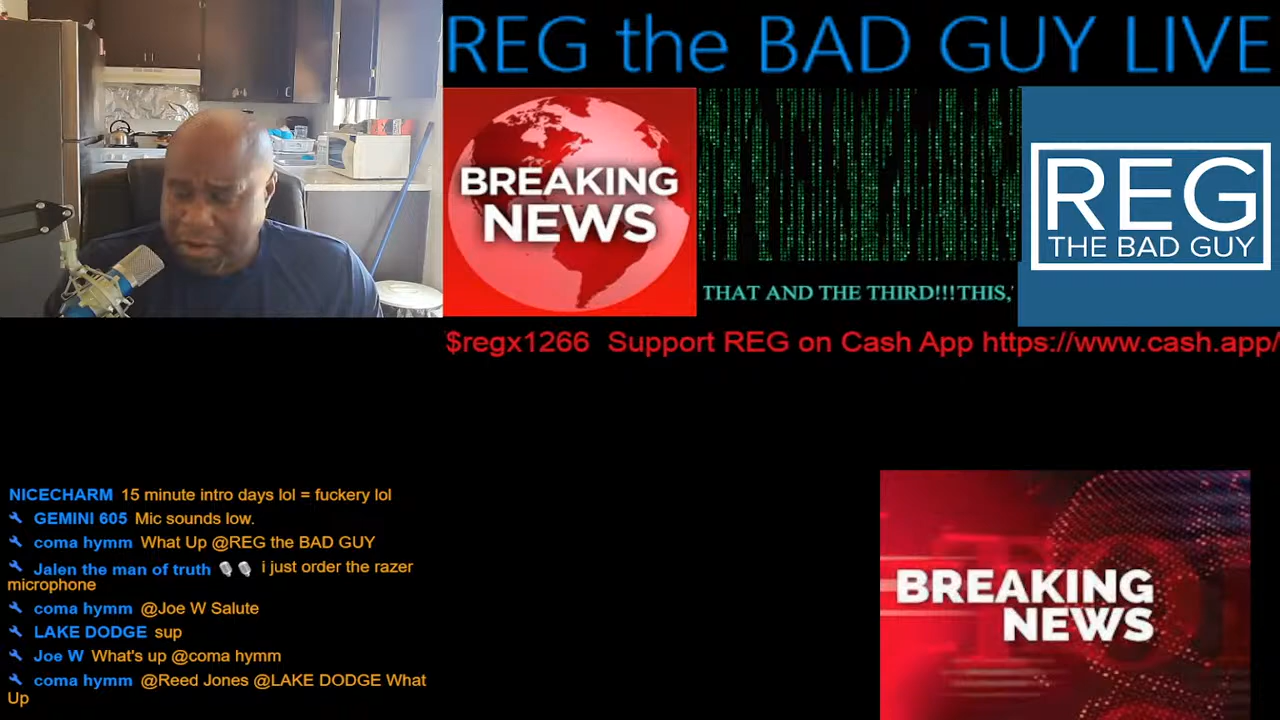 REG the BAD GUY LIVE
BREAKING
NEWS
THAT AND THE THIRD!!!THIS,
REG
THE BAD GUY
$regx1266 Support REG on Cash App https://www.cash.app/
NICECHARM 15 minute intro days lol = fuckery lol
GEMINI 605 Mic sounds low.
coma hymm What Up @REG the BAD GUY
Jalen the man of truth 🎙️🎙️ i just order the razer
microphone
coma hymm @Joe W Salute
LAKE DODGE sup
Joe W What's up @coma hymm
coma hymm @Reed Jones @LAKE DODGE What
Up
BREAKING
NEWS